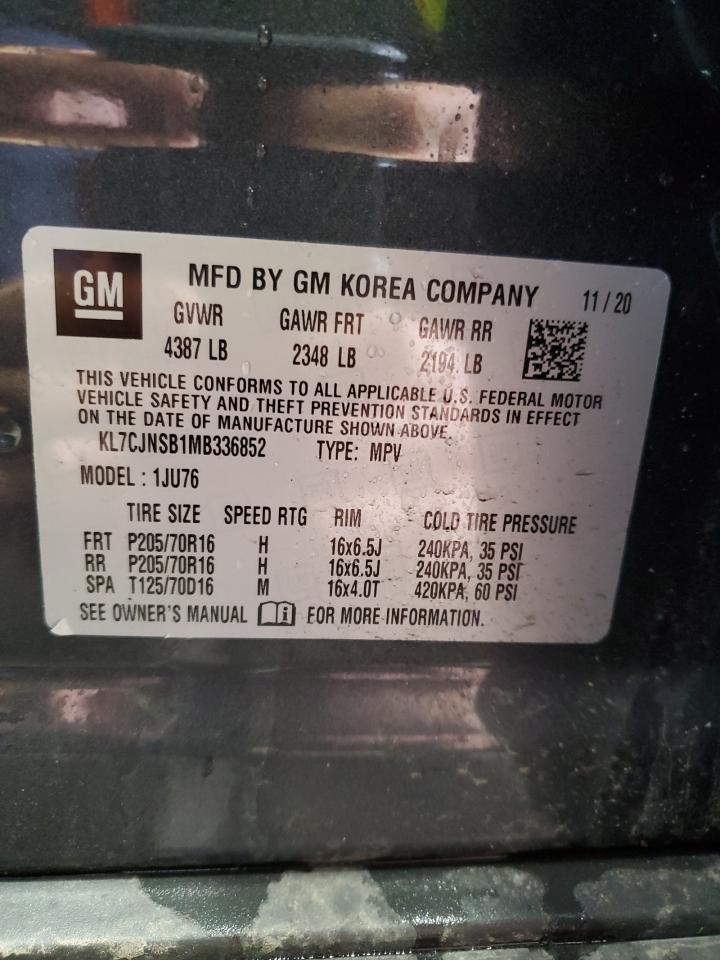 GM
MFD BY GM KOREA COMPANY 11/20
GVWR GAWR FRT GAWR RR
4387 LB 2348 LB 2194 LB
THIS VEHICLE CONFORMS TO ALL APPLICABLE U.S. FEDERAL MOTOR
VEHICLE SAFETY AND THEFT PREVENTION STANDARDS IN EFFECT
ON THE DATE OF MANUFACTURE SHOWN ABOVE.
KL7CJNSB1MB336852 TYPE: MPV
MODEL : 1JU76
TIRE SIZE SPEED RTG RIM COLD TIRE PRESSURE
FRT P205/70R16 H 16x6.5J 240KPA, 35 PSI
RR P205/70R16 H 16x6.5J 240KPA, 35 PSI
SPA T125/70D16 M 16x4.0T 420KPA, 60 PSI
SEE OWNER'S MANUAL i FOR MORE INFORMATION.